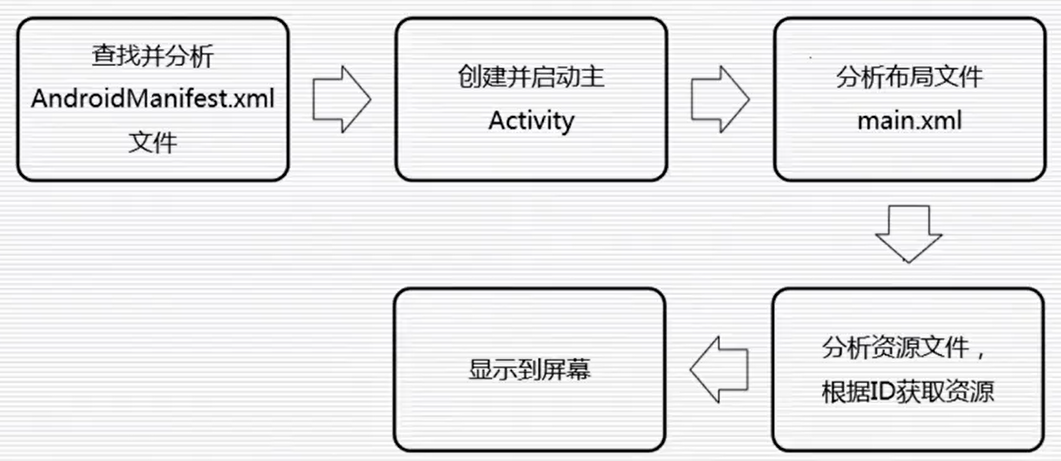 查找并分析
AndroidManifest.xml
文件
创建并启动主
Activity
分析布局文件
main.xml
分析资源文件，
根据ID获取资源
显示到屏幕